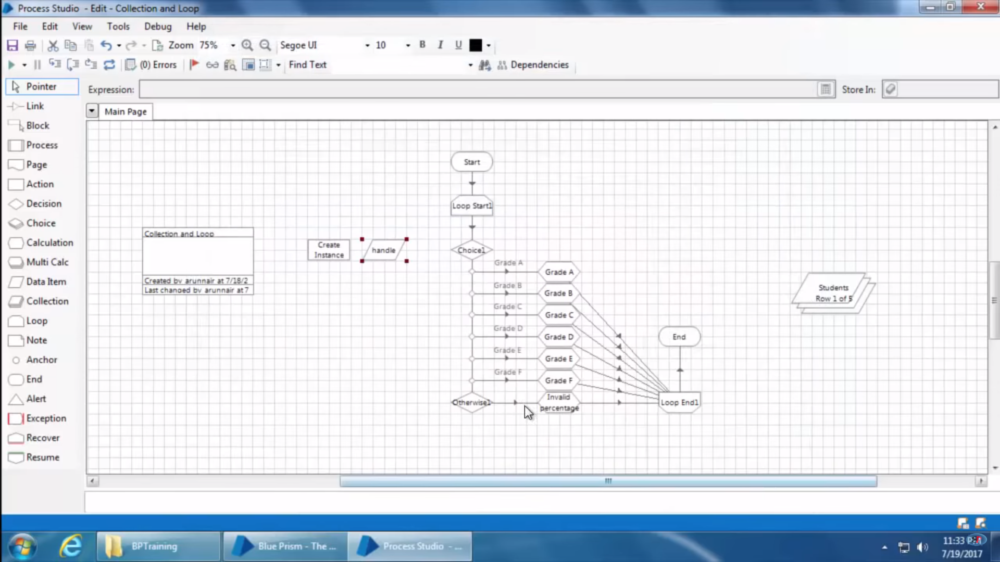 Process Studio - Edit - Collection and Loop
File Edit View Tools Debug Help
Zoom 75% Segoe UI 10 B I U
(0) Errors Find Text Dependencies
Pointer
Expression: Store In:
Link
Main Page
Block
Process
Page
Action
Decision
Choice
Calculation
Multi Calc
Data Item
Collection
Loop
Note
Anchor
End
Alert
Exception
Recover
Resume
Collection and Loop
Created by arunnair at 7/18/2
Last changed by arunnair at 7
Create
Instance
handle
Start
Loop Start1
Choice1
Grade A
Grade A
Grade B
Grade B
Grade C
Grade C
Grade D
Grade D
Grade E
Grade E
Grade F
Grade F
Otherwise1
Invalid
percentage
Loop End1
End
Students
Row 1 of 5
BPTraining
Blue Prism - The ...
Process Studio - ...
11:33 PM
7/19/2017